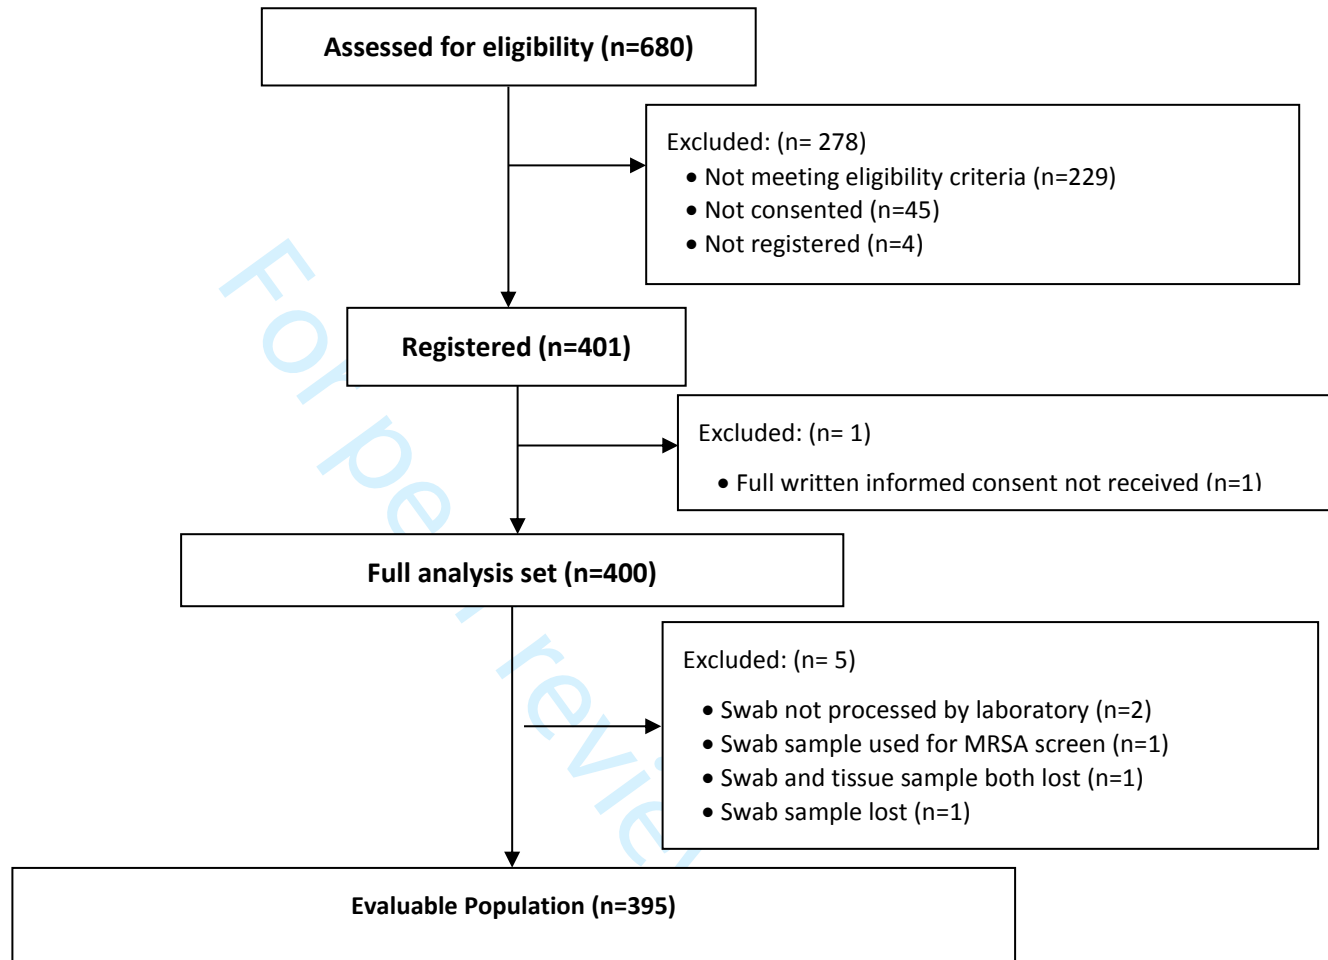 Assessed for eligibility (n=680)
Excluded: (n= 278)
• Not meeting eligibility criteria (n=229)
• Not consented (n=45)
• Not registered (n=4)
Registered (n=401)
Excluded: (n= 1)
• Full written informed consent not received (n=1)
Full analysis set (n=400)
Excluded: (n= 5)
• Swab not processed by laboratory (n=2)
• Swab sample used for MRSA screen (n=1)
• Swab and tissue sample both lost (n=1)
• Swab sample lost (n=1)
Evaluable Population (n=395)
For peer review